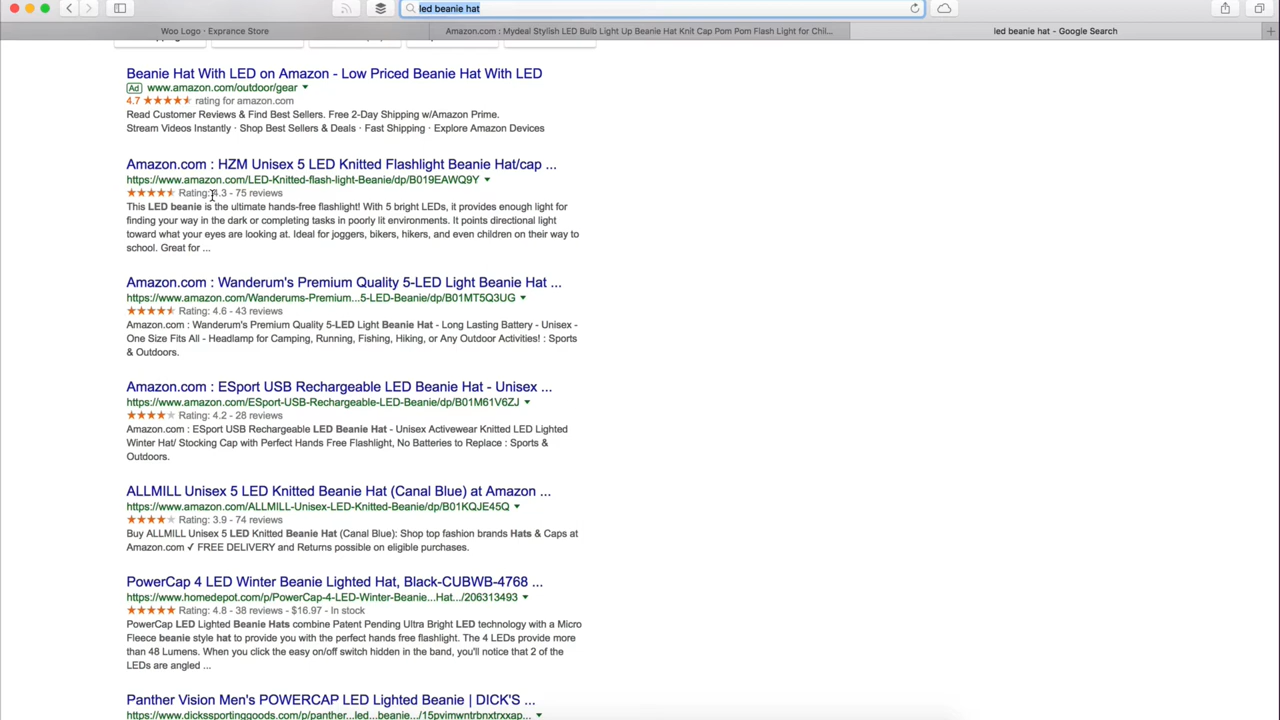 led beanie hat
Woo Logo - Exprance Store
Amazon.com : Mydeal Stylish LED Bulb Light Up Beanie Hat Knit Cap Pom Pom Flash Light for Chil...
led beanie hat - Google Search
Beanie Hat With LED on Amazon - Low Priced Beanie Hat With LED
Ad www.amazon.com/outdoor/gear
4.7 rating for amazon.com
Read Customer Reviews & Find Best Sellers. Free 2-Day Shipping w/Amazon Prime.
Stream Videos Instantly · Shop Best Sellers & Deals · Fast Shipping · Explore Amazon Devices
Amazon.com : HZM Unisex 5 LED Knitted Flashlight Beanie Hat/cap ...
https://www.amazon.com/LED-Knitted-flash-light-Beanie/dp/B019EAWQ9Y
Rating: 4.3 - 75 reviews
This LED beanie is the ultimate hands-free flashlight! With 5 bright LEDs, it provides enough light for
finding your way in the dark or completing tasks in poorly lit environments. It points directional light
toward what your eyes are looking at. Ideal for joggers, bikers, hikers, and even children on their way to
school. Great for ...
Amazon.com : Wanderum's Premium Quality 5-LED Light Beanie Hat ...
https://www.amazon.com/Wanderums-Premium...5-LED-Beanie/dp/B01MT5Q3UG
Rating: 4.6 - 43 reviews
Amazon.com : Wanderum's Premium Quality 5-LED Light Beanie Hat - Long Lasting Battery - Unisex -
One Size Fits All - Headlamp for Camping, Running, Fishing, Hiking, or Any Outdoor Activities! : Sports
& Outdoors.
Amazon.com : ESport USB Rechargeable LED Beanie Hat - Unisex ...
https://www.amazon.com/ESport-USB-Rechargeable-LED-Beanie/dp/B01M61V6ZJ
Rating: 4.2 - 28 reviews
Amazon.com : ESport USB Rechargeable LED Beanie Hat - Unisex Activewear Knitted LED Lighted
Winter Hat/ Stocking Cap with Perfect Hands Free Flashlight, No Batteries to Replace : Sports &
Outdoors.
ALLMILL Unisex 5 LED Knitted Beanie Hat (Canal Blue) at Amazon ...
https://www.amazon.com/ALLMILL-Unisex-LED-Knitted-Beanie/dp/B01KQJE45Q
Rating: 3.9 - 74 reviews
Buy ALLMILL Unisex 5 LED Knitted Beanie Hat (Canal Blue): Shop top fashion brands Hats & Caps at
Amazon.com ✓ FREE DELIVERY and Returns possible on eligible purchases.
PowerCap 4 LED Winter Beanie Lighted Hat, Black-CUBWB-4768 ...
https://www.homedepot.com/p/PowerCap-4-LED-Winter-Beanie...Hat.../206313493
Rating: 4.8 - 38 reviews - $16.97 - In stock
PowerCap LED Lighted Beanie Hats combine Patent Pending Ultra Bright LED technology with a Micro
Fleece beanie style hat to provide you with the perfect hands free flashlight. The 4 LEDs provide more
than 48 Lumens. When you click the easy on/off switch hidden in the band, you'll notice that 2 of the
LEDs are angled ...
Panther Vision Men's POWERCAP LED Lighted Beanie | DICK'S ...
https://www.dickssportinggoods.com/p/panther...led...beanie.../15pvimwntrbnxtrxxap...